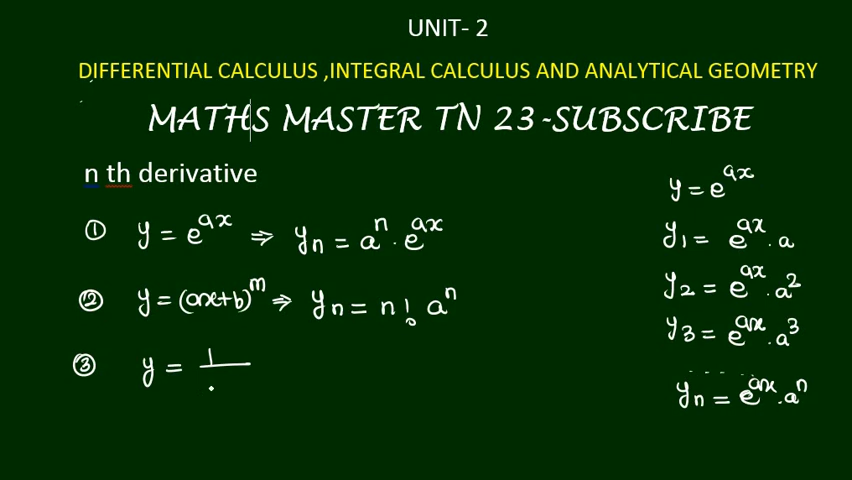 UNIT- 2
DIFFERENTIAL CALCULUS ,INTEGRAL CALCULUS AND ANALYTICAL GEOMETRY
MATHS MASTER TN 23-SUBSCRIBE
n th derivative
① y = e^{ax} ⇒ y_n = a^n . e^{ax}
② y = (ax+b)^m ⇒ y_n = n! a^n
③ y = 1/
y = e^{ax}
y_1 = e^{ax} . a
y_2 = e^{ax} . a^2
y_3 = e^{ax} . a^3
......
y_n = e^{ax} . a^n